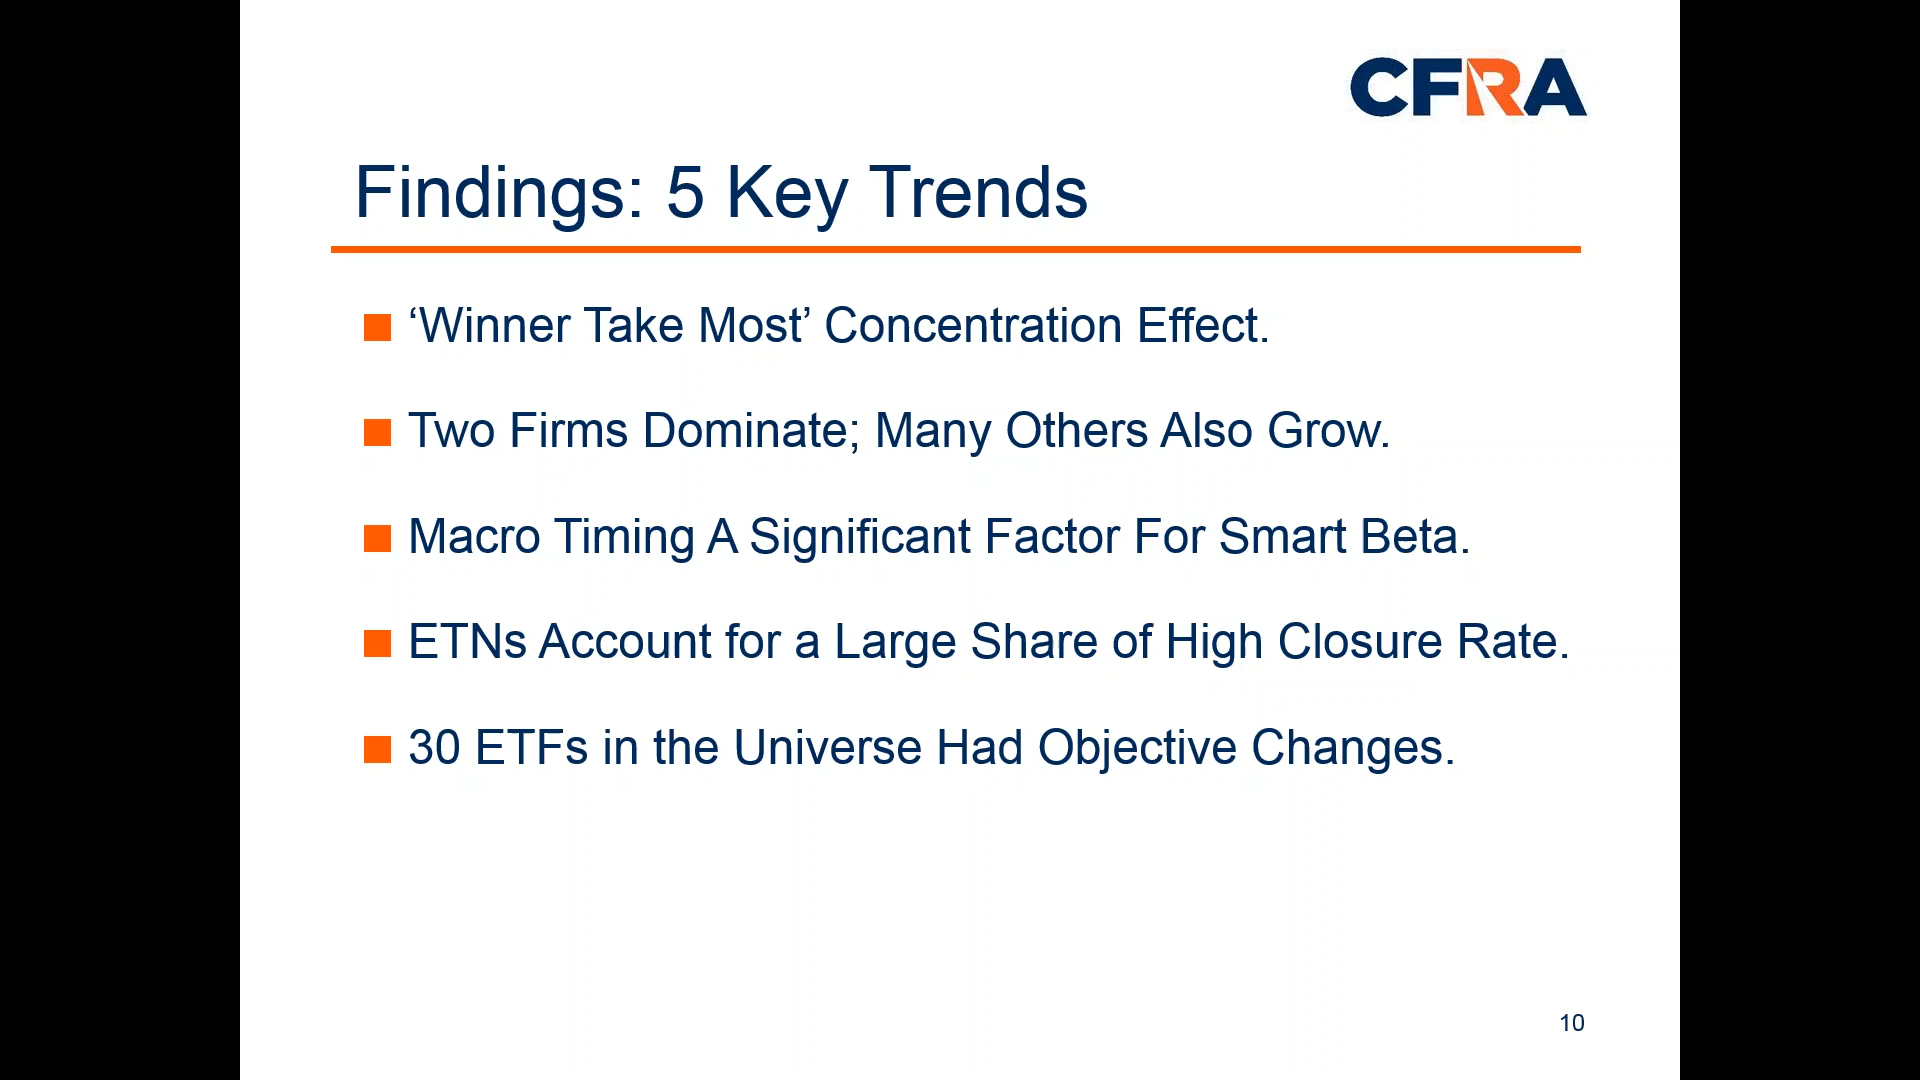 CFRA
Findings: 5 Key Trends
‘Winner Take Most’ Concentration Effect.
Two Firms Dominate; Many Others Also Grow.
Macro Timing A Significant Factor For Smart Beta.
ETNs Account for a Large Share of High Closure Rate.
30 ETFs in the Universe Had Objective Changes.
10